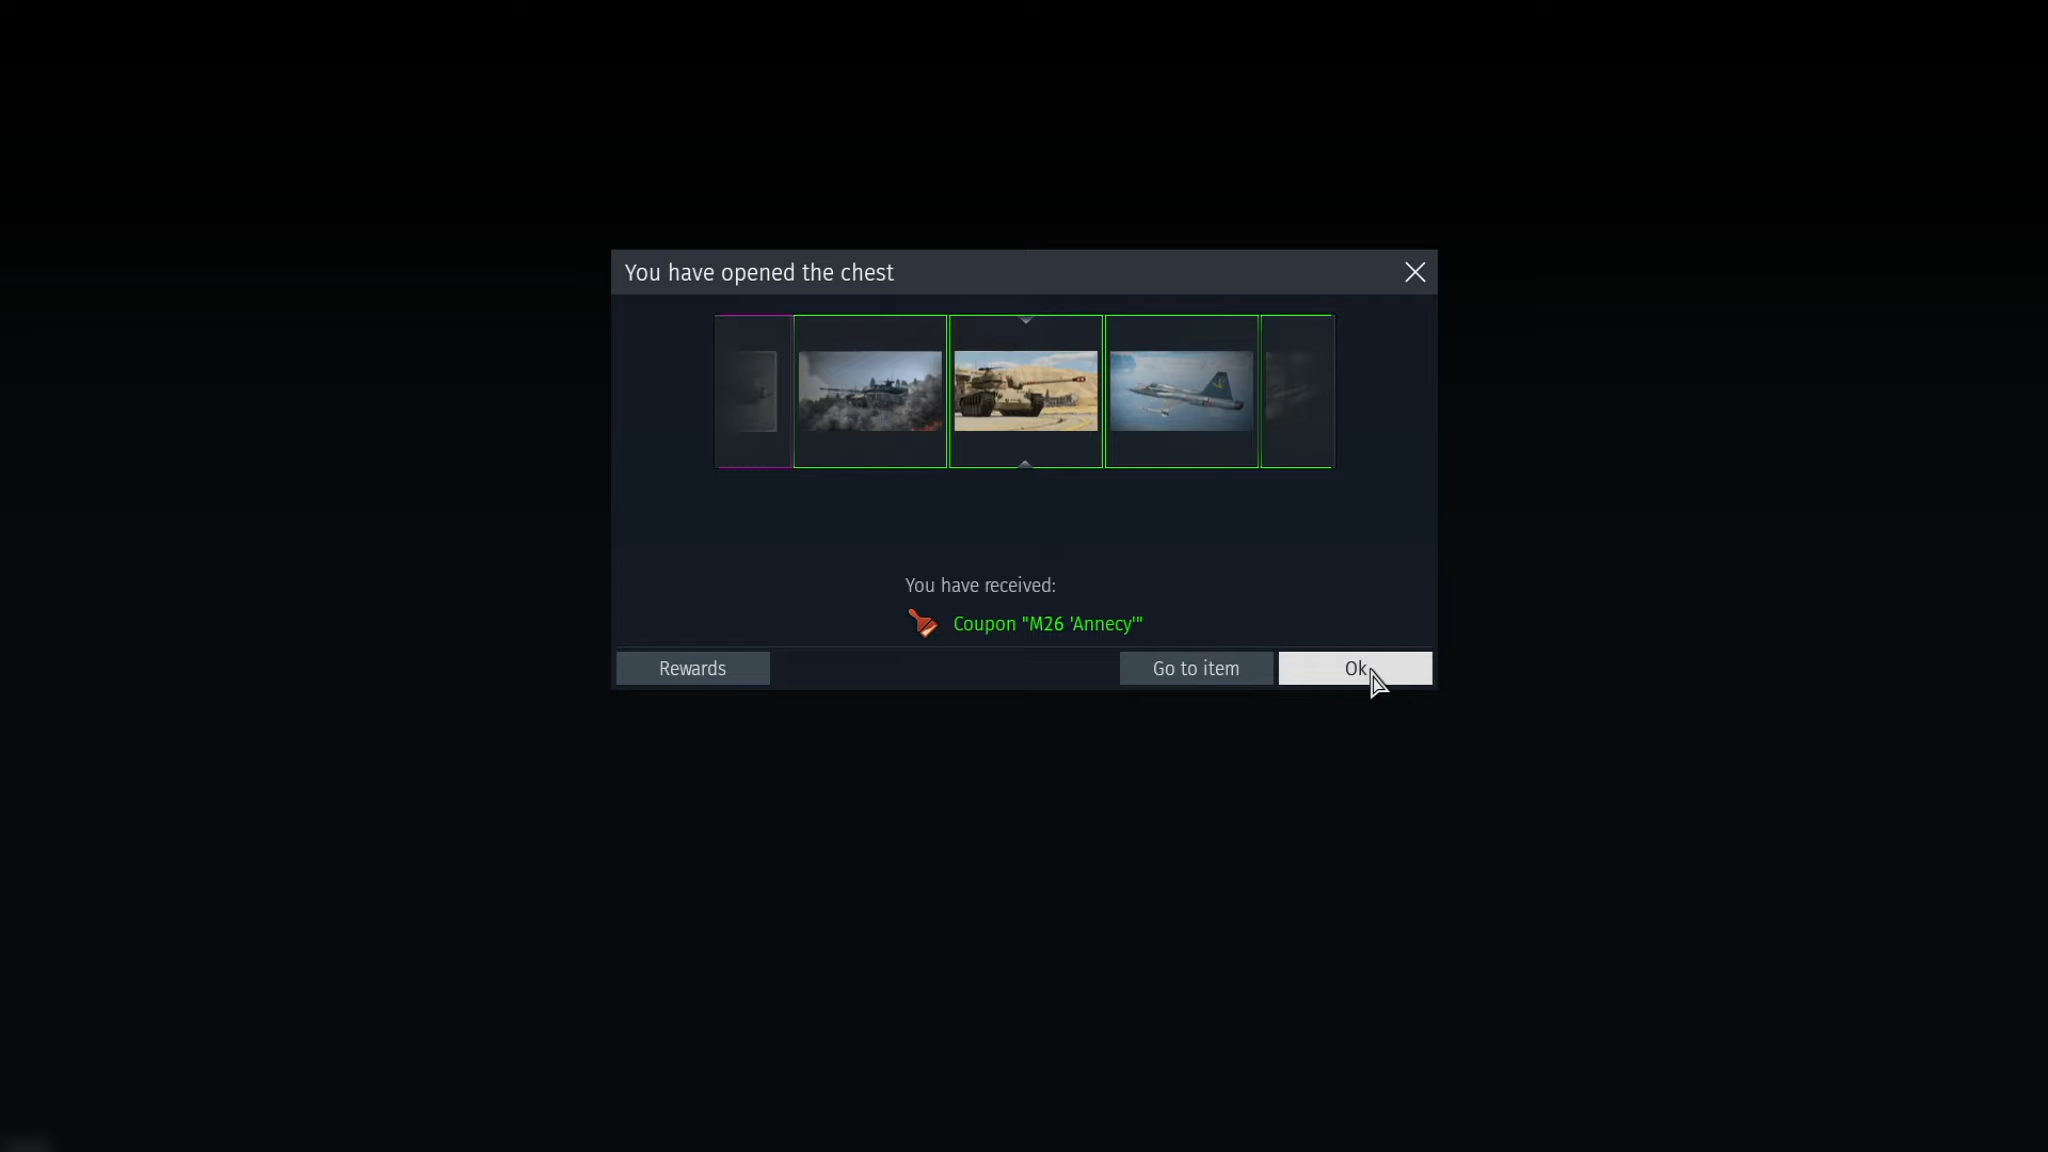 You have opened the chest
You have received:
Coupon "M26 'Annecy'"
Rewards
Go to item
Ok